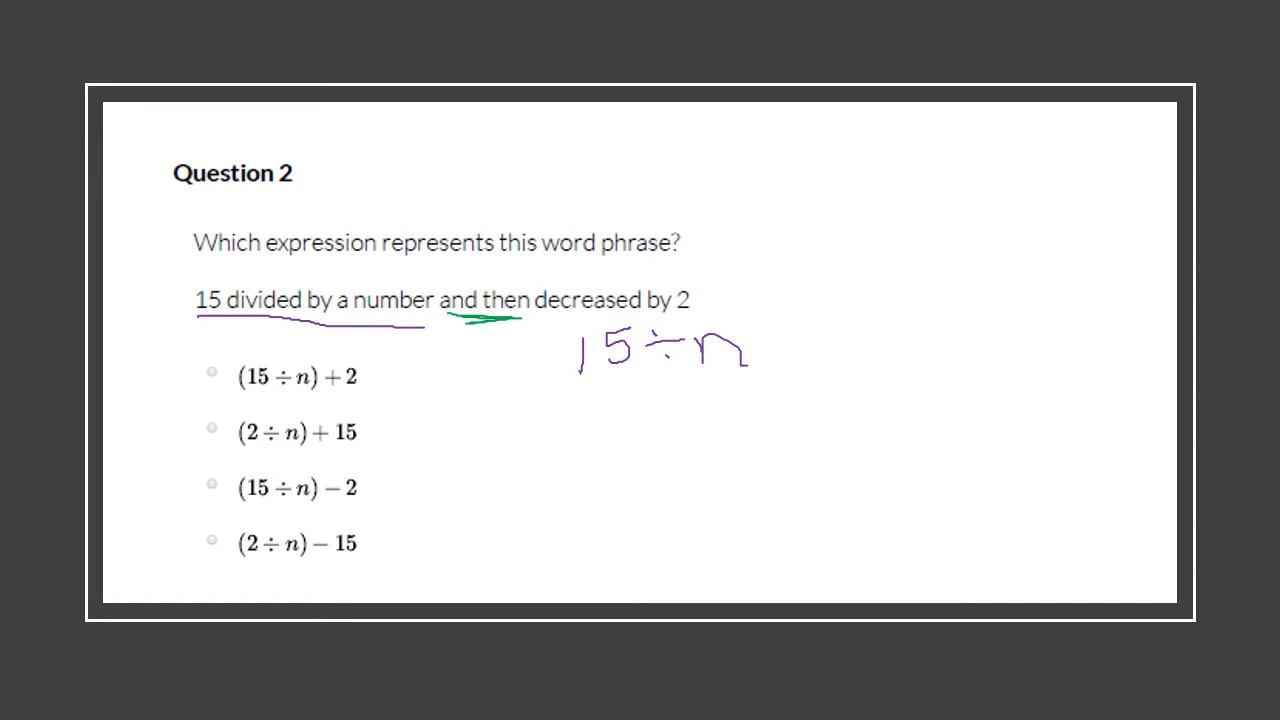 Question 2
Which expression represents this word phrase?
15 divided by a number and then decreased by 2
15 ÷ n
(15 ÷ n) + 2
(2 ÷ n) + 15
(15 ÷ n) − 2
(2 ÷ n) − 15